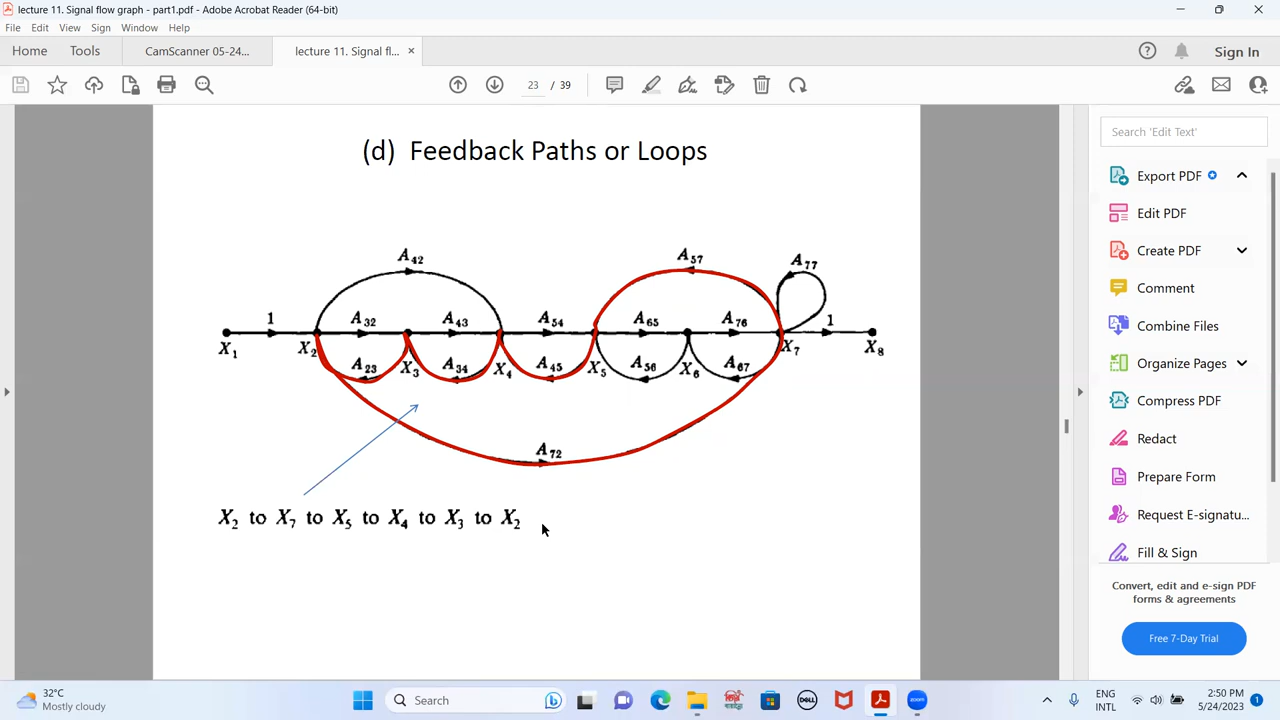 lecture 11. Signal flow graph - part1.pdf - Adobe Acrobat Reader (64-bit)
File Edit View Sign Window Help
Home Tools CamScanner 05-24... lecture 11. Signal fl... × Sign In
23 / 39
Search 'Edit Text'
(d) Feedback Paths or Loops
A42 A57 A77
1 A32 A43 A54 A65 A76 1
X1 X2 A23 X3 A34 X4 A45 X5 A56 X6 A67 X7 X8
A72
X2 to X7 to X5 to X4 to X3 to X2
Export PDF
Edit PDF
Create PDF
Comment
Combine Files
Organize Pages
Compress PDF
Redact
Prepare Form
Request E-signatu...
Fill & Sign
Convert, edit and e-sign PDF
forms & agreements
Free 7-Day Trial
32°C
Mostly cloudy
Search
DELL
zoom
ENG
INTL
2:50 PM
5/24/2023
1